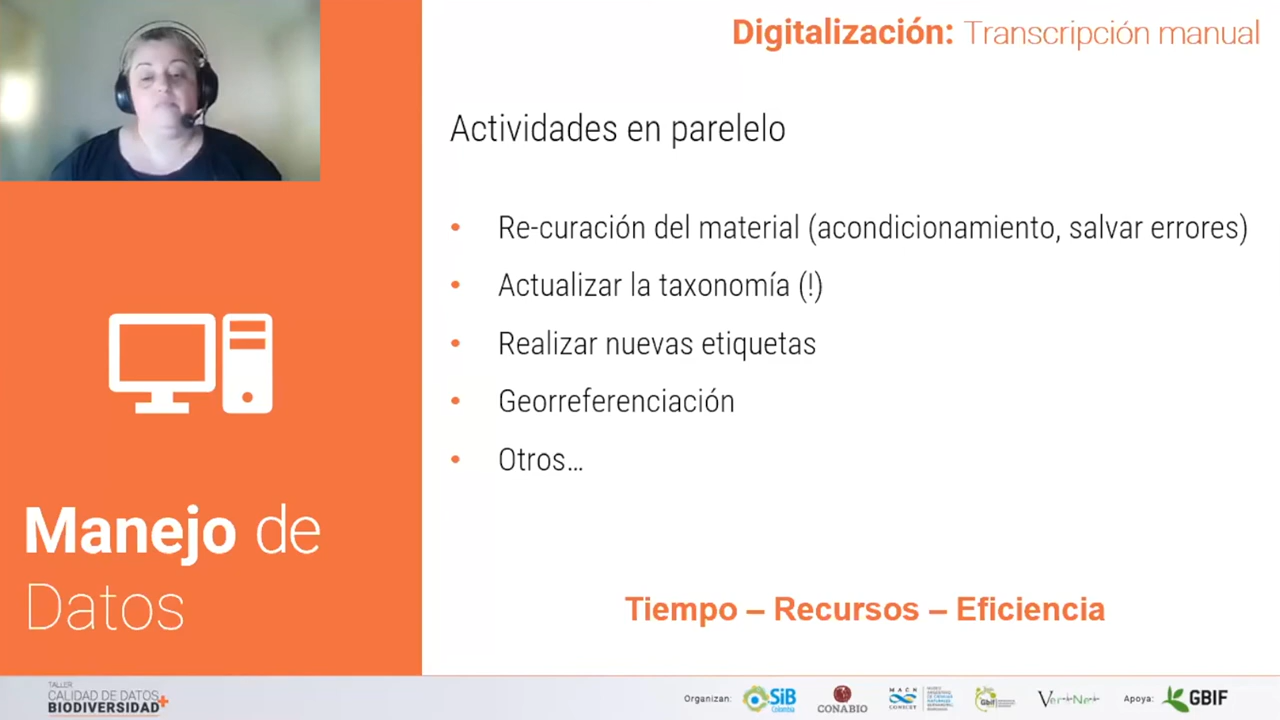 Digitalización: Transcripción manual
Actividades en parelelo
• Re-curación del material (acondicionamiento, salvar errores)
• Actualizar la taxonomía (!)
• Realizar nuevas etiquetas
• Georreferenciación
• Otros...
Manejo de
Datos
Tiempo – Recursos – Eficiencia
TALLER
CALIDAD DE DATOS
BIODIVERSIDAD+
Organizan:
SiB
Colombia
CONABIO
MACN
CONICET
Gbif
VertNet
Apoya:
GBIF